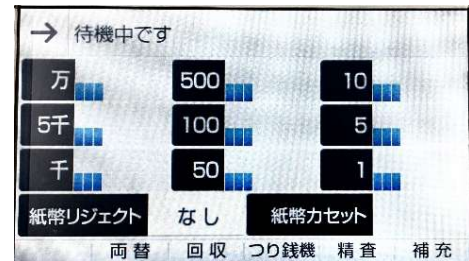 → 待機中です
万 500 10
5千 100 5
千 50 1
紙幣リジェクト なし 紙幣カセット
両替 回収 つり銭機 精査 補充